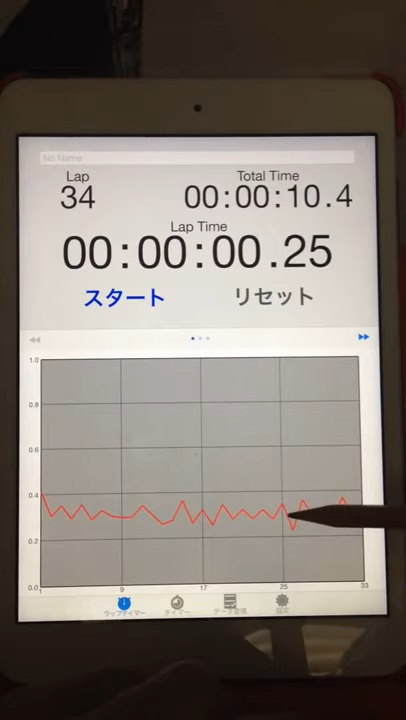 No Name
Lap
Total Time
34
00:00:10.4
Lap Time
00:00:00.25
スタート
リセット
1.0
0.8
0.6
0.4
0.2
0.0
1
9
17
25
33
ラップタイマー
タイマー
データ管理
設定